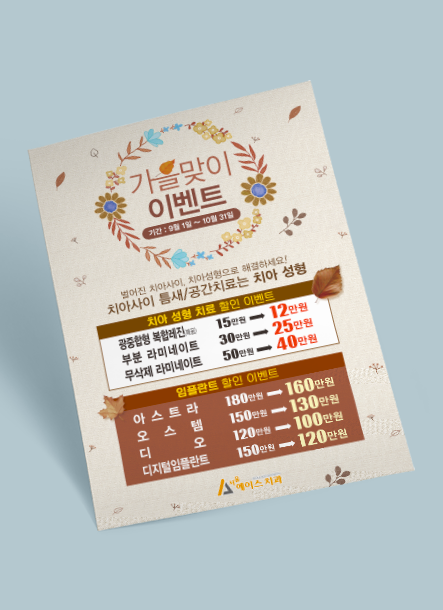 가을맞이
이벤트
기간 : 9월 1일 ~ 10월 31일
벌어진 치아사이, 치아성형으로 해결하세요!
치아사이 틈새/공간치료는 치아 성형
치아 성형 치료 할인 이벤트
광중합형 복합레진 15만원 12만원
부분 라미네이트 30만원 25만원
무삭제 라미네이트 50만원 40만원
임플란트 할인 이벤트
아스트라 180만원 160만원
오스템 150만원 130만원
디오 120만원 100만원
디지털임플란트 150만원 120만원
서울
에이스치과